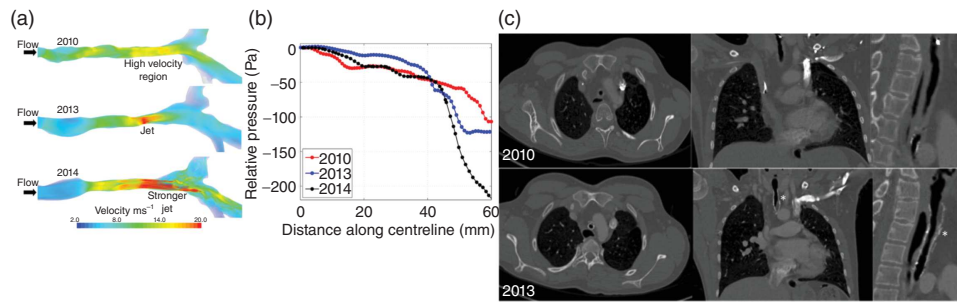 (a)
Flow
2010
High velocity
region
Flow
2013
Jet
Flow
2014
Stronger
jet
Velocity ms⁻¹
2.0
8.0
14.0
20.0
(b)
0
−50
−100
−150
−200
Relative pressure (Pa)
2010
2013
2014
0
20
40
60
Distance along centreline (mm)
(c)
2010
2013
*
*